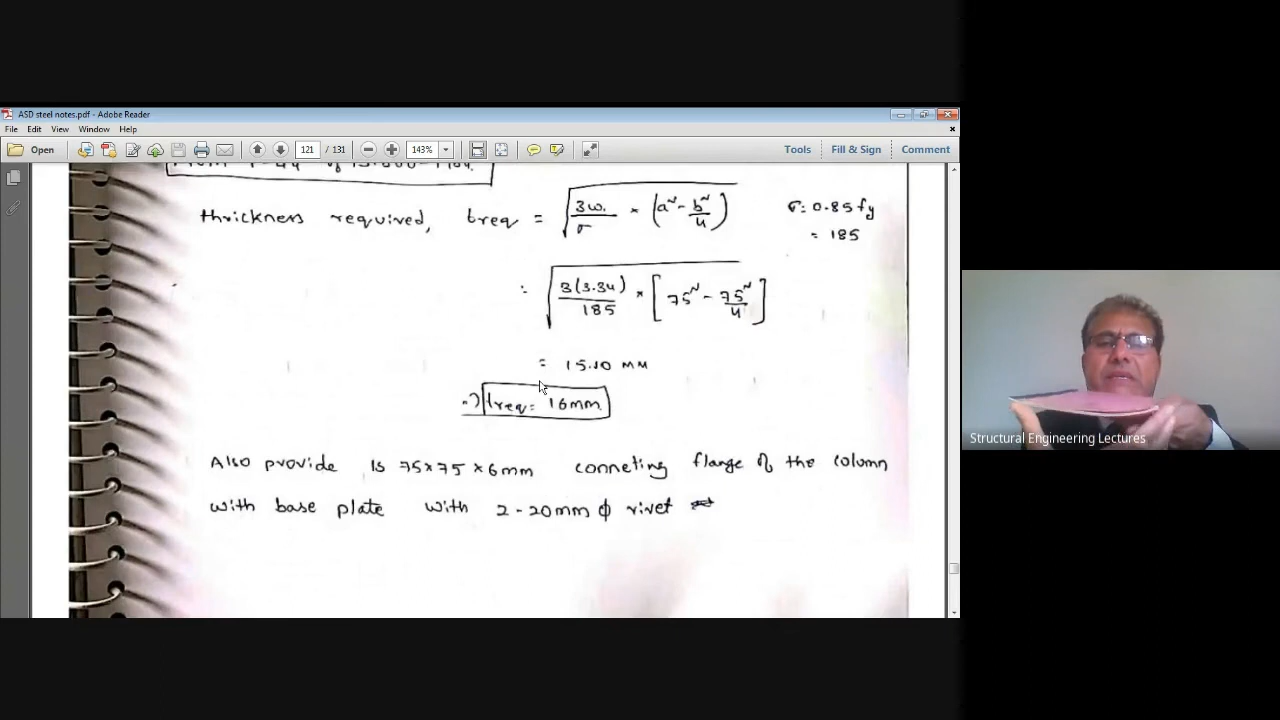 ASD steel notes.pdf - Adobe Reader
File Edit View Window Help
Open 121 / 131 143% Tools Fill & Sign Comment
thrickness required, treq = √(3w/σ × (a² - b²/4)) σ: 0.85 fy
= 185
= √(3(3.34)/185 × [75² - 75²/4])
= 15.10 mm
∴) treq = 16mm.
Also provide Is 75×75×6mm conneting flange of the column
with base plate with 2-20mm ϕ rivet
Structural Engineering Lectures